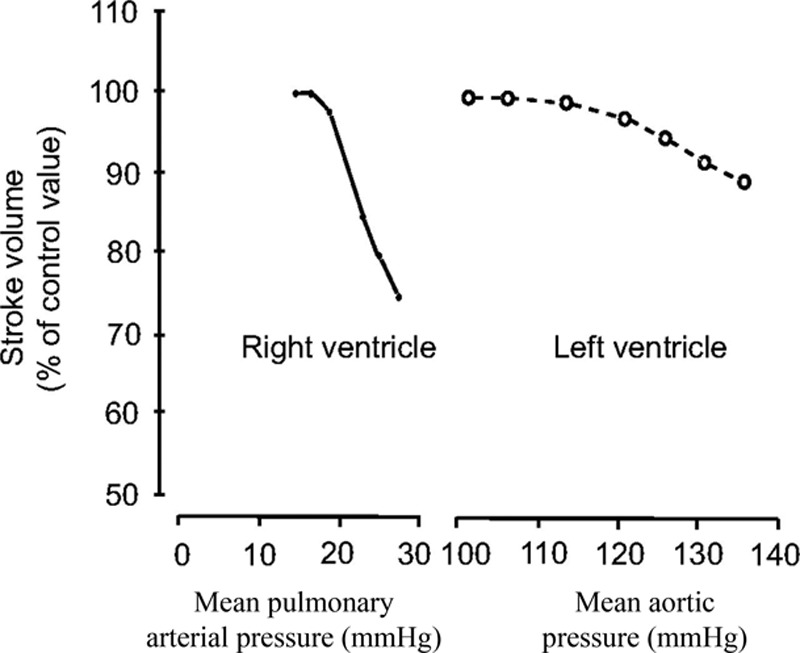 110
100
90
80
70
60
50
Stroke volume
(% of control value)
Right ventricle
Left ventricle
0 10 20 30
100 110 120 130 140
Mean pulmonary
arterial pressure (mmHg)
Mean aortic
pressure (mmHg)